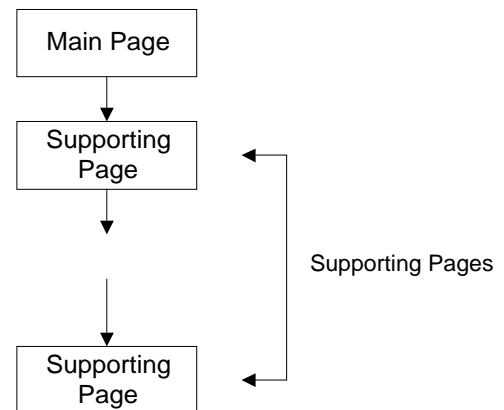 Main Page
Supporting
Page
Supporting Pages
Supporting
Page